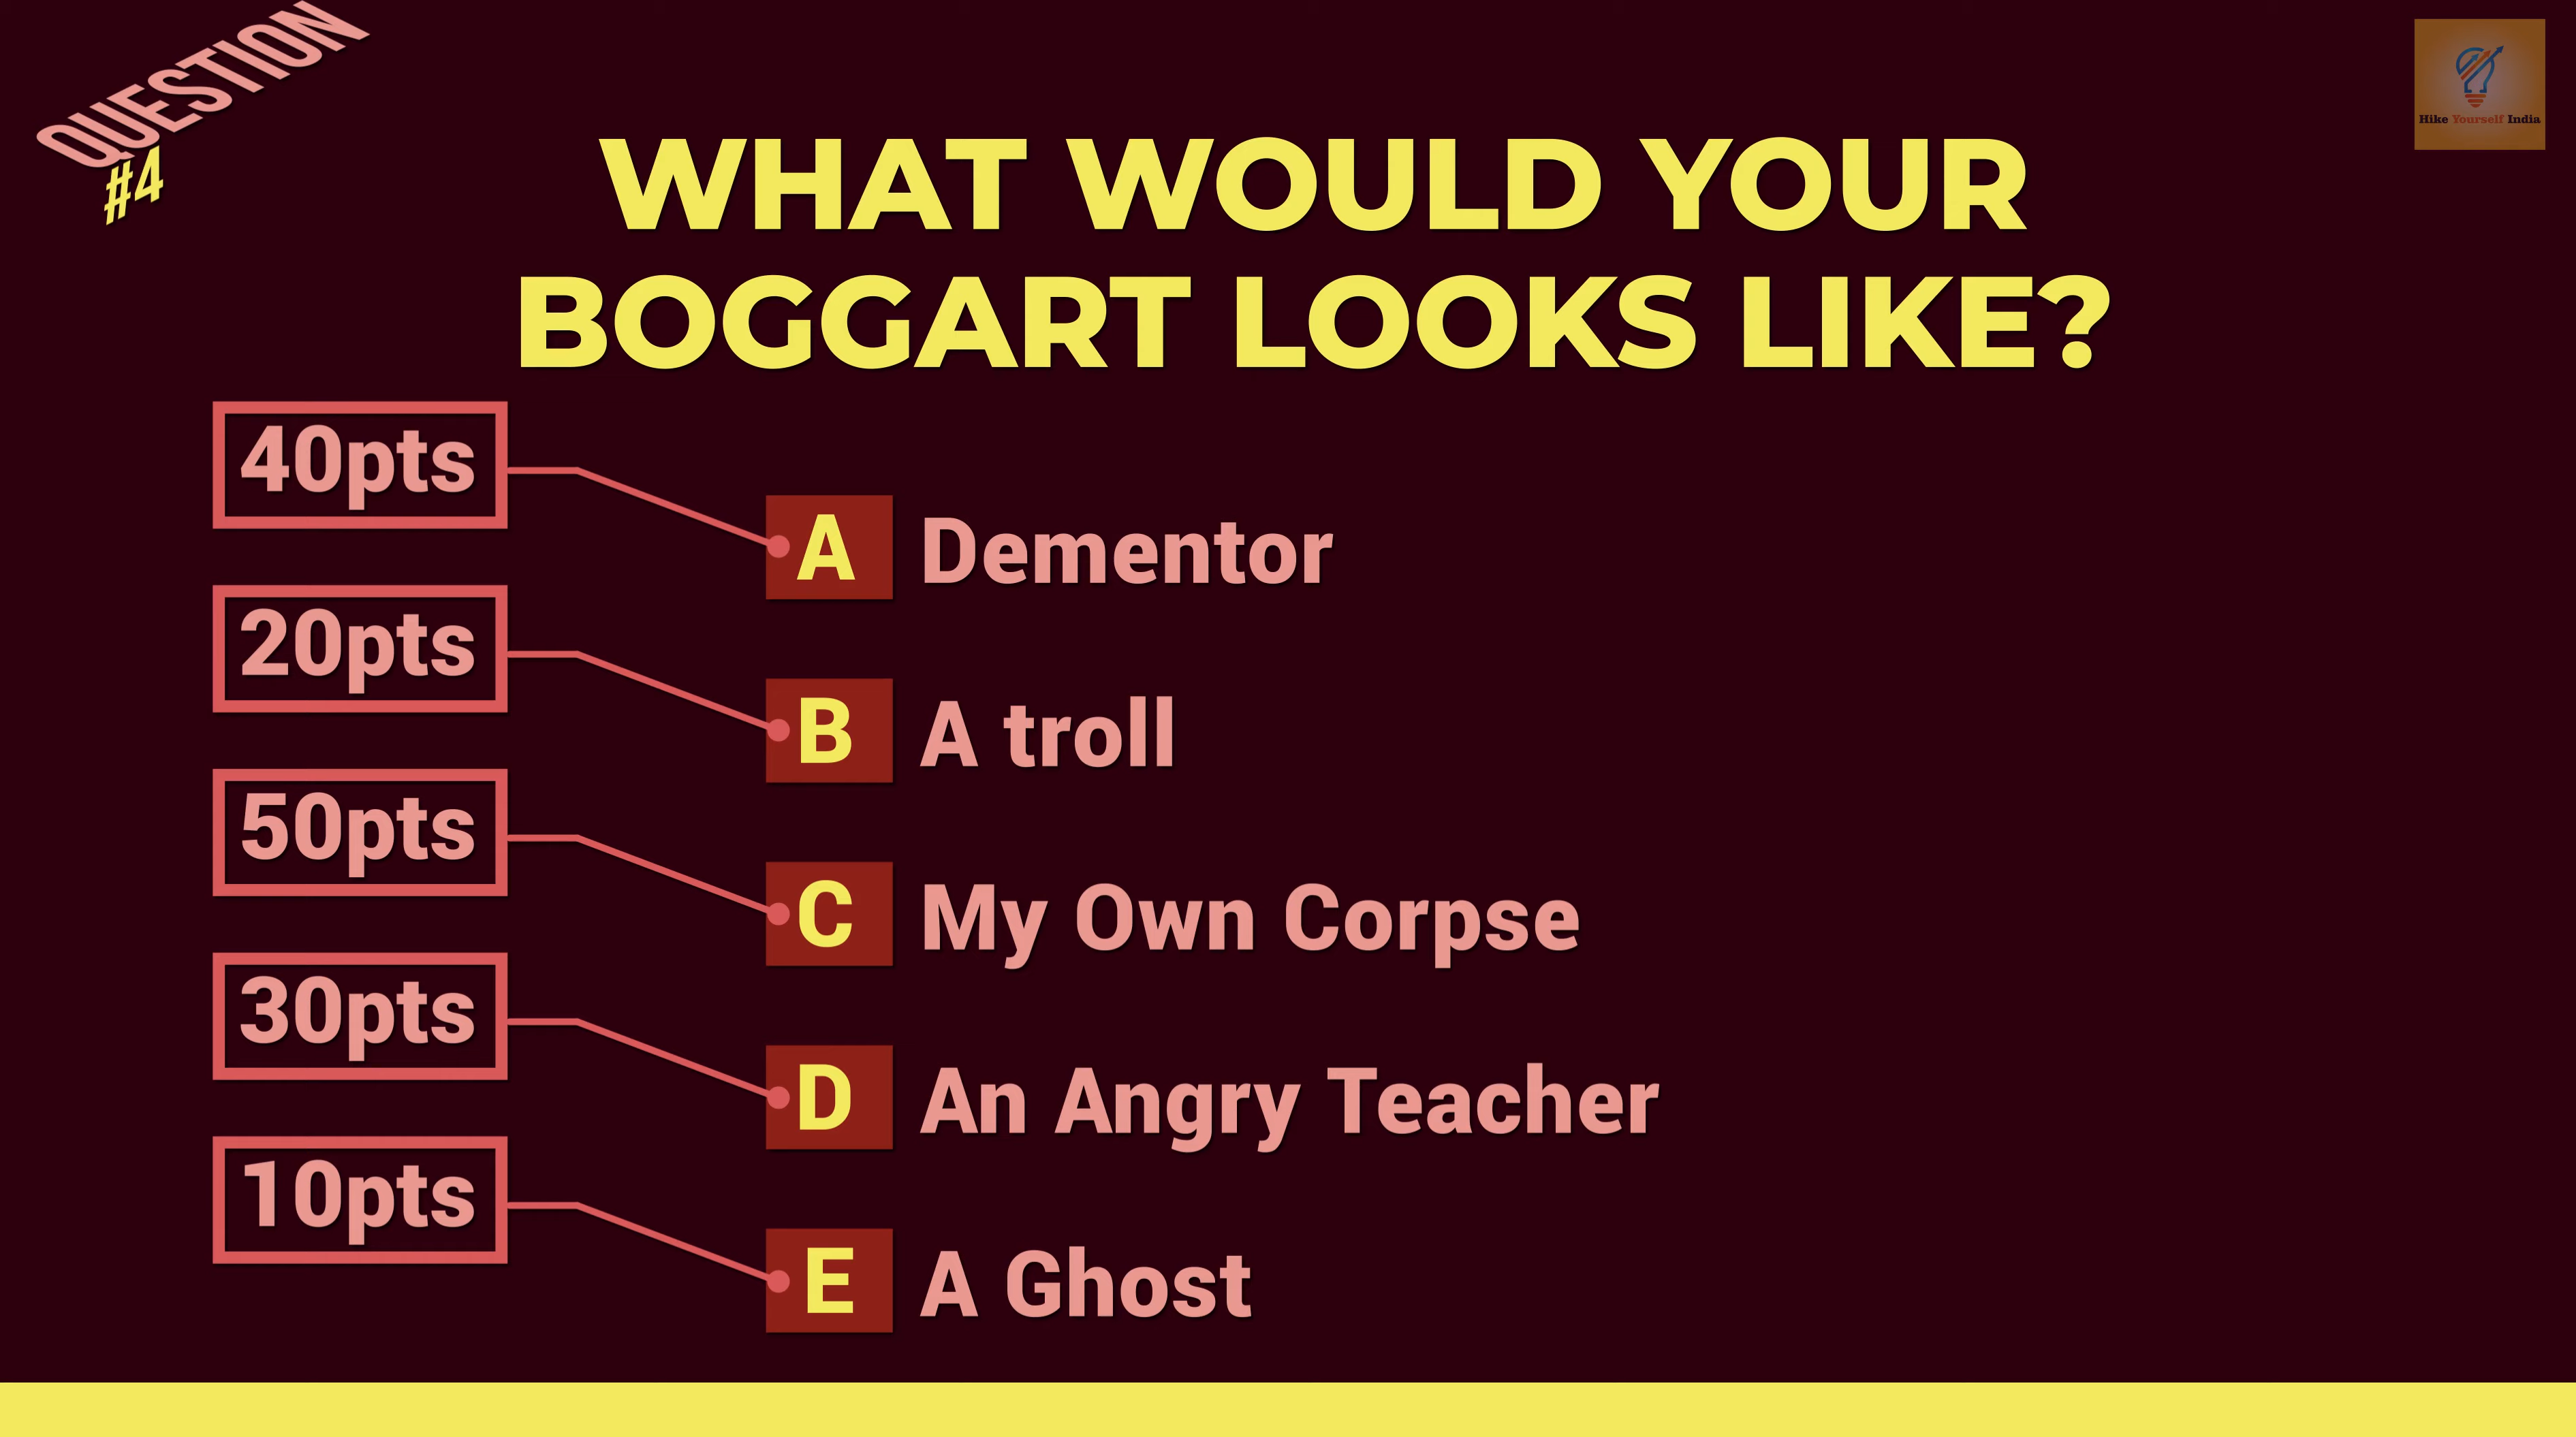 QUESTION
#4
Hike Yourself India
WHAT WOULD YOUR
BOGGART LOOKS LIKE?
40pts
A Dementor
20pts
B A troll
50pts
C My Own Corpse
30pts
D An Angry Teacher
10pts
E A Ghost